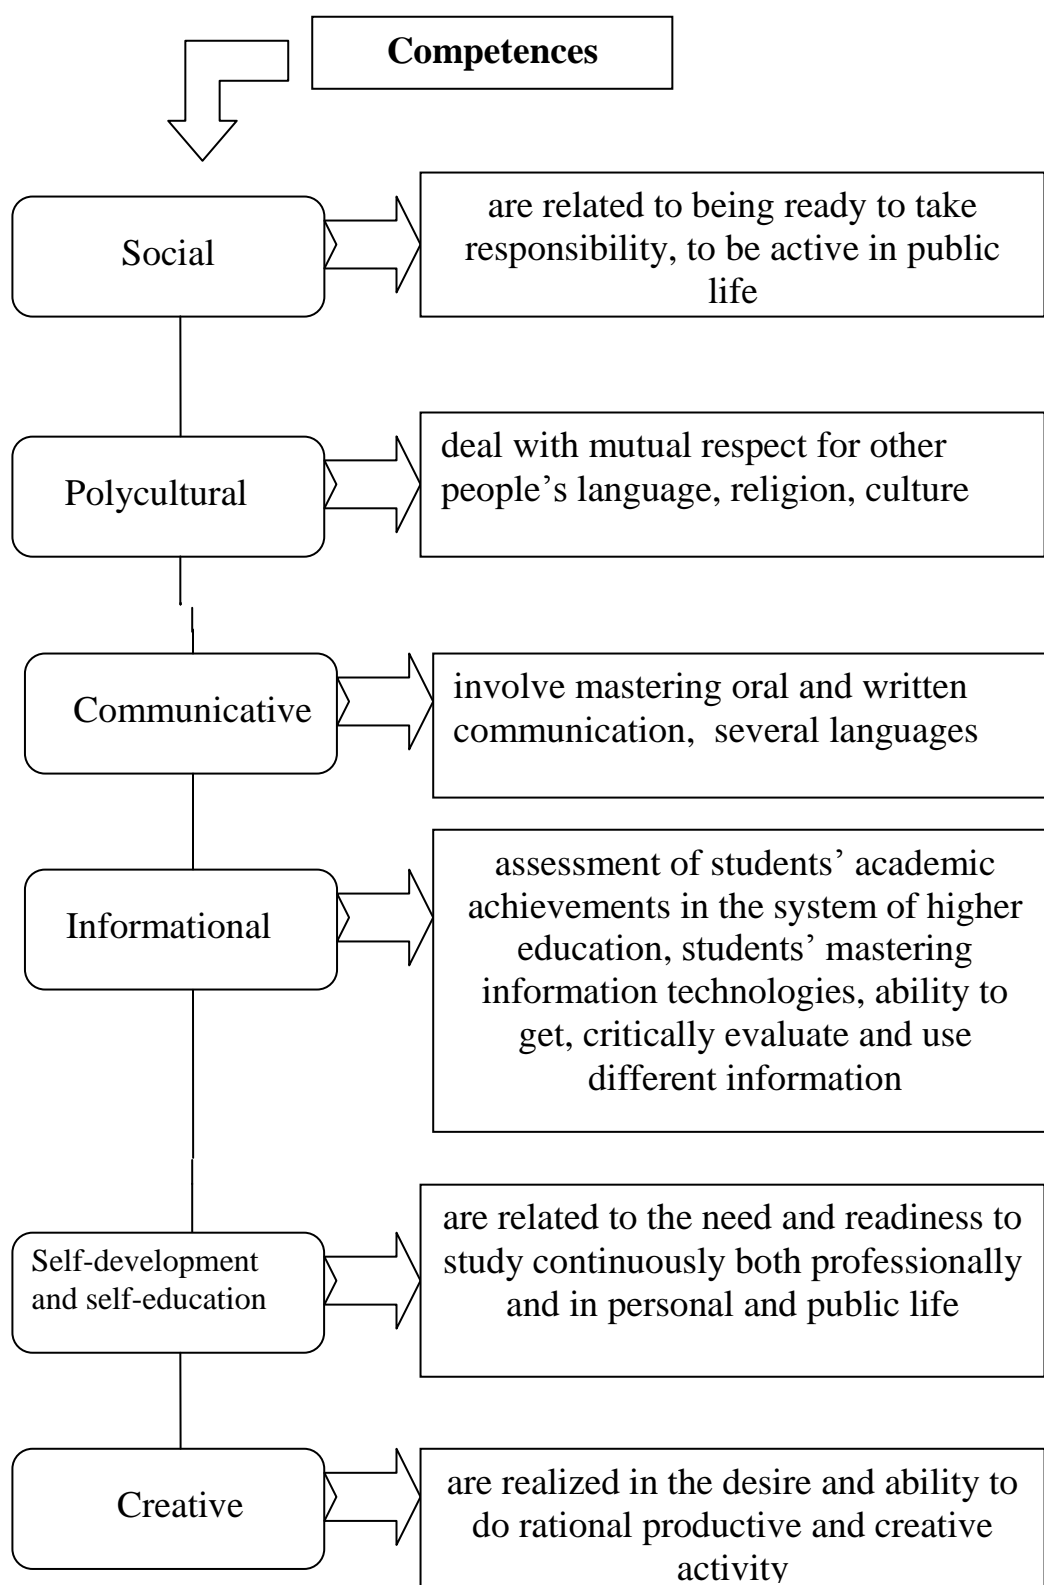 Competences
Social
are related to being ready to take
responsibility, to be active in public
life
Polycultural
deal with mutual respect for other
people’s language, religion, culture
Communicative
involve mastering oral and written
communication,  several languages
Informational
assessment of students’ academic
achievements in the system of higher
education, students’ mastering
information technologies, ability to
get, critically evaluate and use
different information
Self-development
and self-education
are related to the need and readiness to
study continuously both professionally
and in personal and public life
Creative
are realized in the desire and ability to
do rational productive and creative
activity